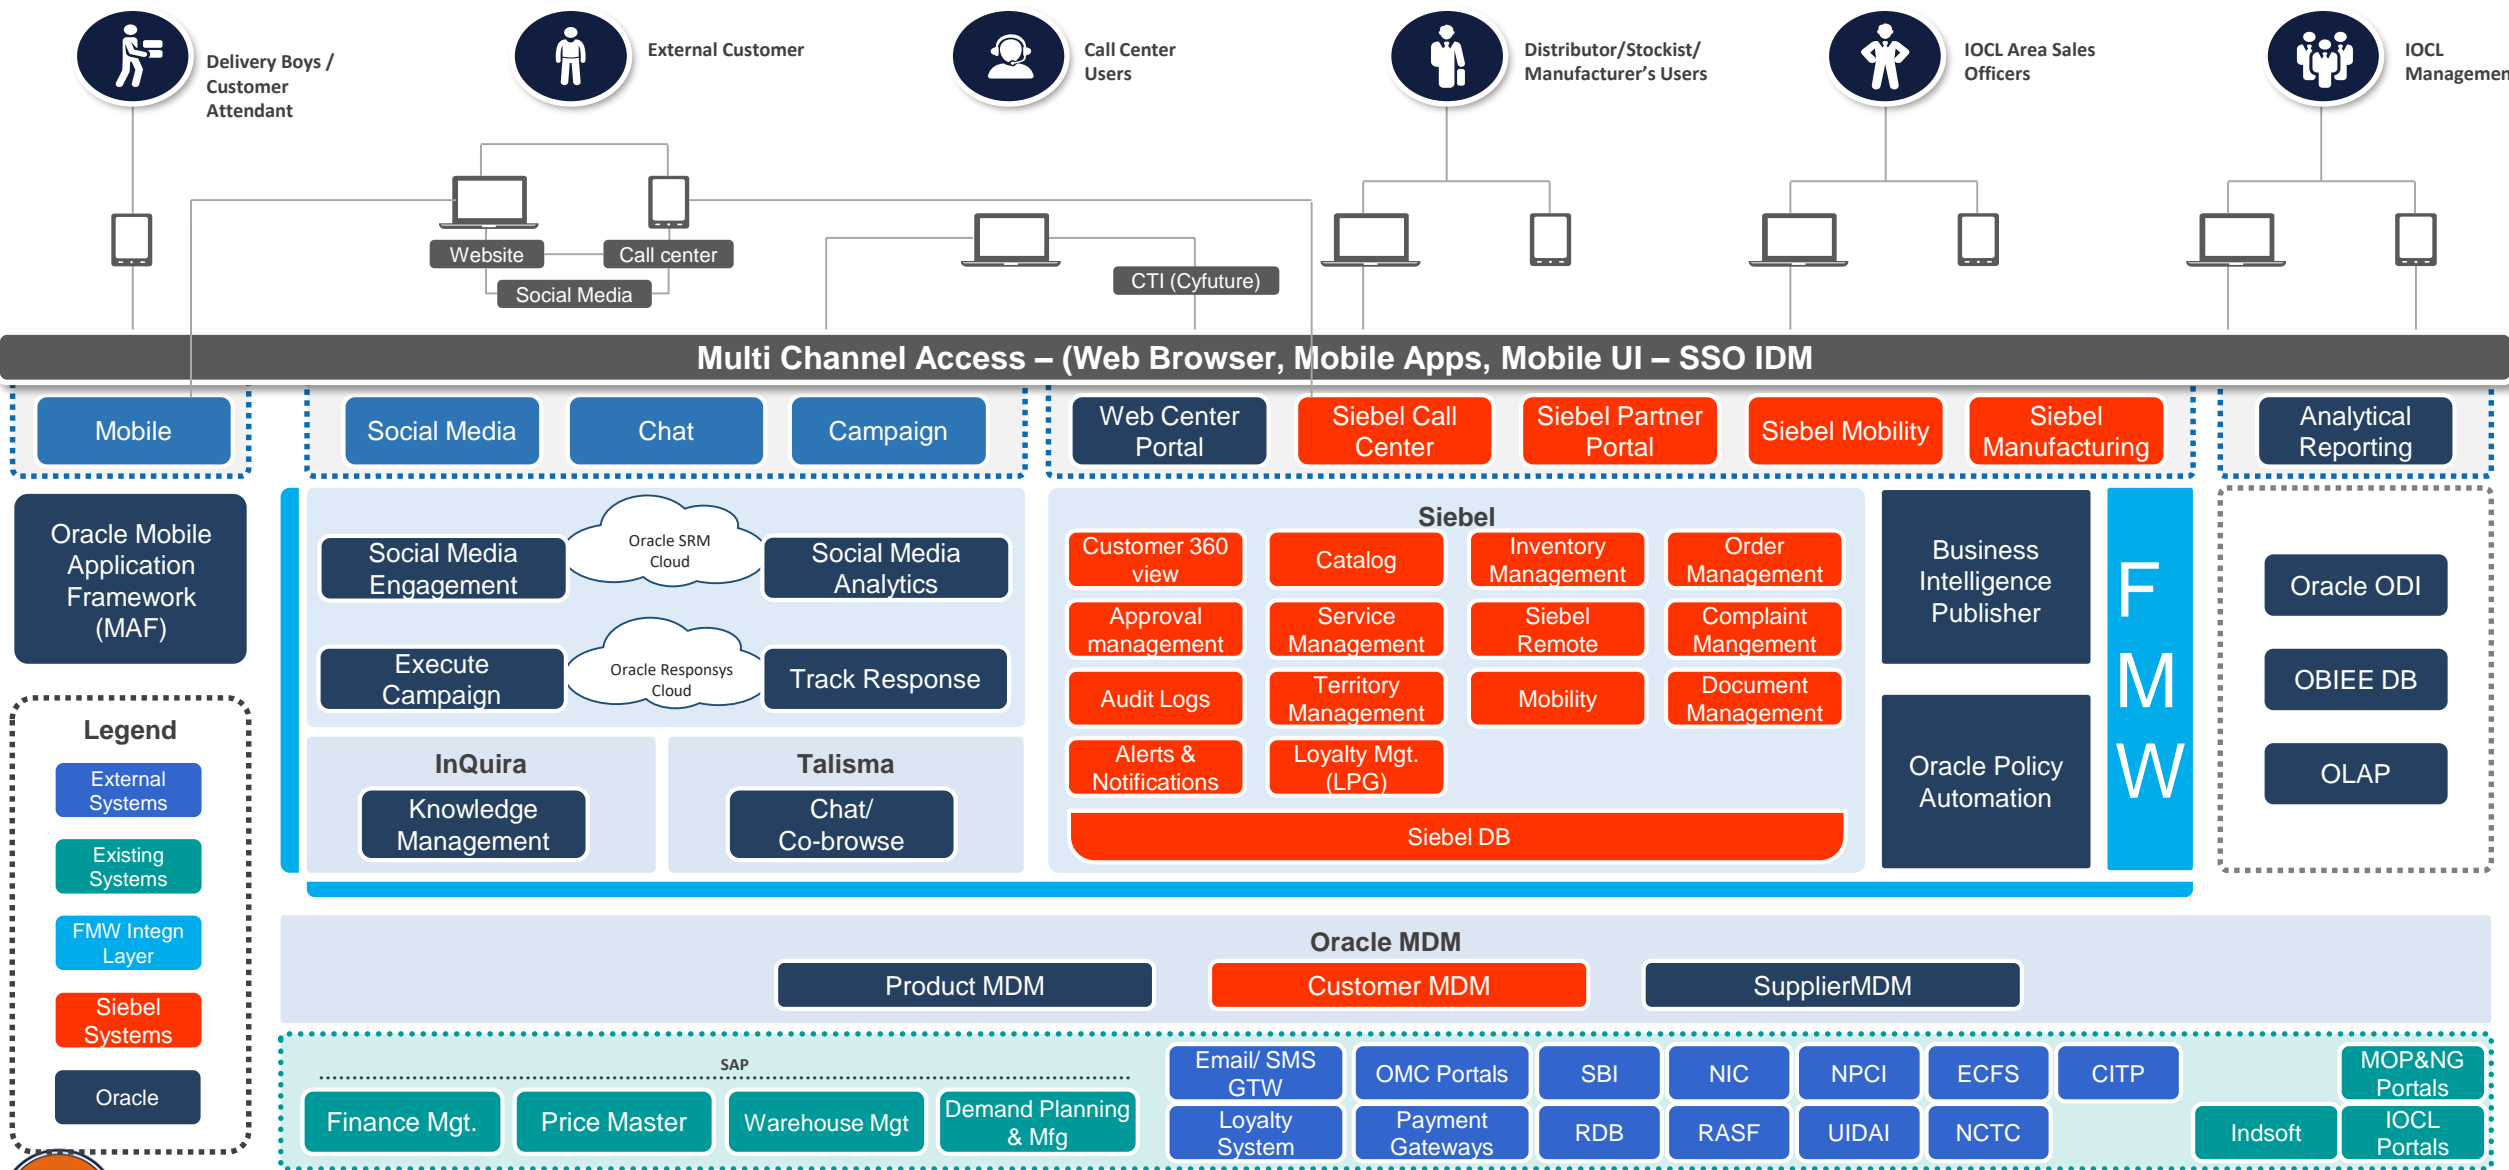 Delivery Boys /
Customer
Attendant
External Customer
Call Center
Users
Distributor/Stockist/
Manufacturer's Users
IOCL Area Sales
Officers
IOCL
Managemen
Website
Call center
Social Media
CTI (Cyfuture)
Multi Channel Access – (Web Browser, Mobile Apps, Mobile UI – SSO IDM
Mobile
Social Media
Chat
Campaign
Web Center
Portal
Siebel Call
Center
Siebel Partner
Portal
Siebel Mobility
Siebel
Manufacturing
Analytical
Reporting
Oracle Mobile
Application
Framework
(MAF)
Social Media
Engagement
Oracle SRM
Cloud
Social Media
Analytics
Execute
Campaign
Oracle Responsys
Cloud
Track Response
InQuira
Knowledge
Management
Talisma
Chat/
Co-browse
Siebel
Customer 360
view
Catalog
Inventory
Management
Order
Management
Approval
management
Service
Management
Siebel
Remote
Complaint
Mangement
Audit Logs
Territory
Management
Mobility
Document
Management
Alerts &
Notifications
Loyalty Mgt.
(LPG)
Siebel DB
Business
Intelligence
Publisher
Oracle Policy
Automation
F
M
W
Oracle ODI
OBIEE DB
OLAP
Legend
External
Systems
Existing
Systems
FMW Integn
Layer
Siebel
Systems
Oracle
Oracle MDM
Product MDM
Customer MDM
SupplierMDM
SAP
Finance Mgt.
Price Master
Warehouse Mgt
Demand Planning
& Mfg
Email/ SMS
GTW
OMC Portals
SBI
NIC
NPCI
ECFS
CITP
MOP&NG
Portals
Loyalty
System
Payment
Gateways
RDB
RASF
UIDAI
NCTC
Indsoft
IOCL
Portals